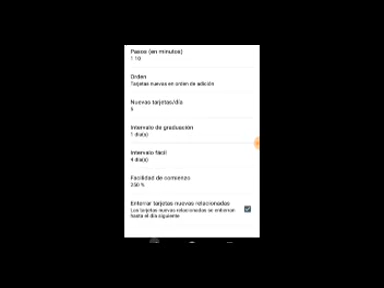 Pasos (en minutos)
1 10
Orden
Tarjetas nuevas en orden de adición
Nuevas tarjetas/día
5
Intervalo de graduación
1 día(s)
Intervalo fácil
4 día(s)
Facilidad de comienzo
250 %
Enterrar tarjetas nuevas relacionadas
Las tarjetas nuevas relacionadas se entierran
hasta el día siguiente